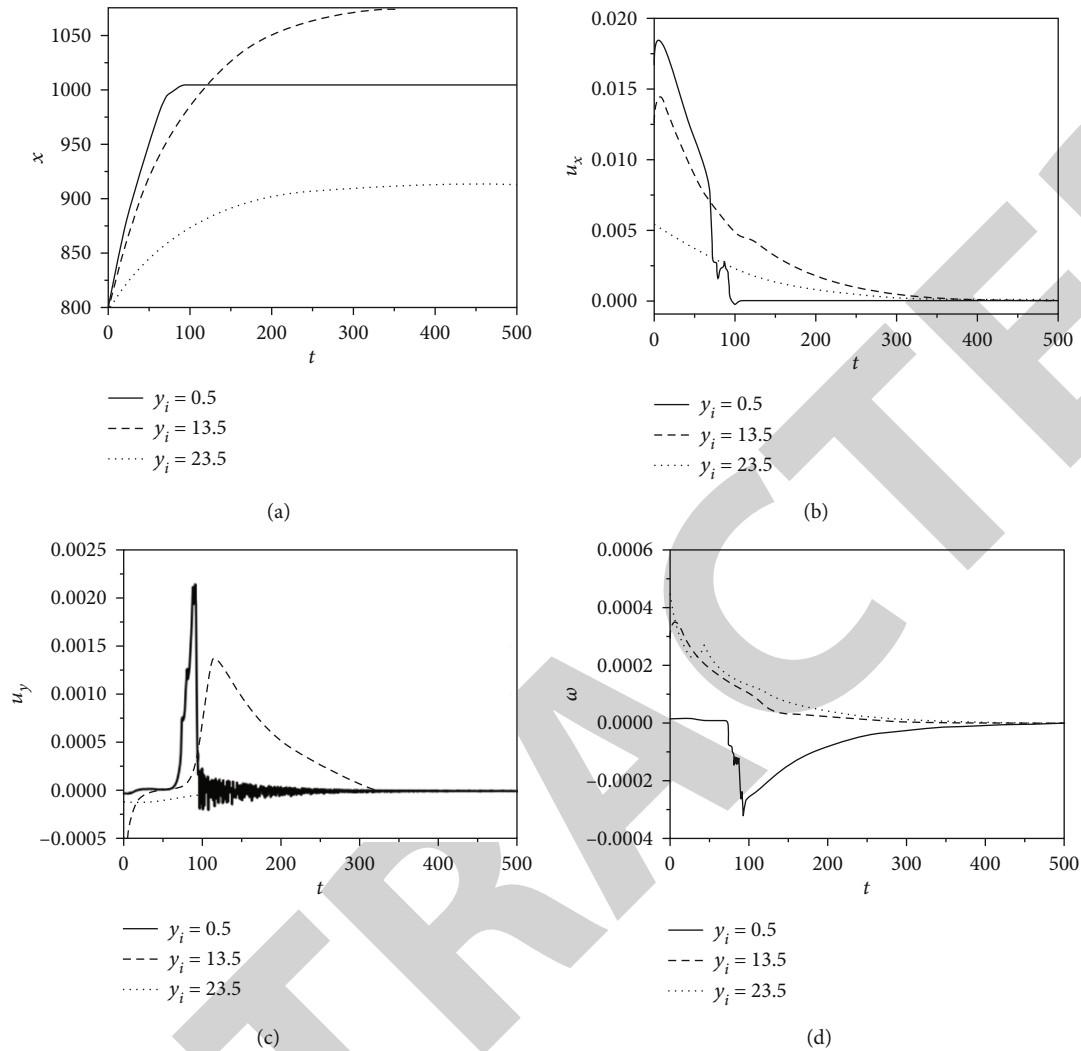 1050
1000
950
900
850
800
x
0
100
200
300
400
500
t
y_i = 0.5
y_i = 13.5
y_i = 23.5
(a)
0.020
0.015
0.010
0.005
0.000
u_x
0
100
200
300
400
500
t
y_i = 0.5
y_i = 13.5
y_i = 23.5
(b)
0.0025
0.0020
0.0015
0.0010
0.0005
0.0000
−0.0005
u_y
0
100
200
300
400
500
t
y_i = 0.5
y_i = 13.5
y_i = 23.5
(c)
0.0006
0.0004
0.0002
0.0000
−0.0002
−0.0004
ω
0
100
200
300
400
500
t
y_i = 0.5
y_i = 13.5
y_i = 23.5
(d)
TRACTE